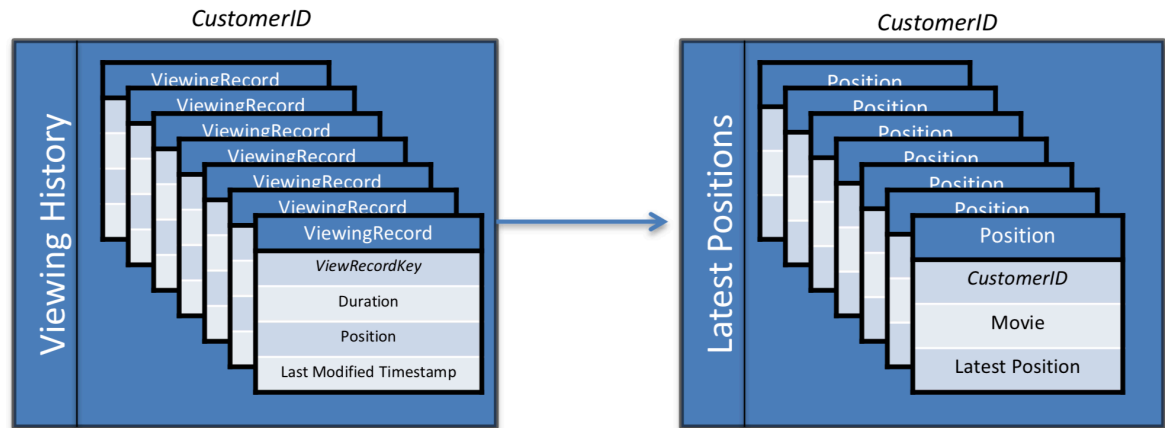 CustomerID
Viewing History
ViewingRecord
ViewingRecord
ViewingRecord
ViewingRecord
ViewingRecord
ViewingRecord
ViewingRecord
ViewRecordKey
Duration
Position
Last Modified Timestamp
CustomerID
Latest Positions
Position
Position
Position
Position
Position
Position
Position
CustomerID
Movie
Latest Position